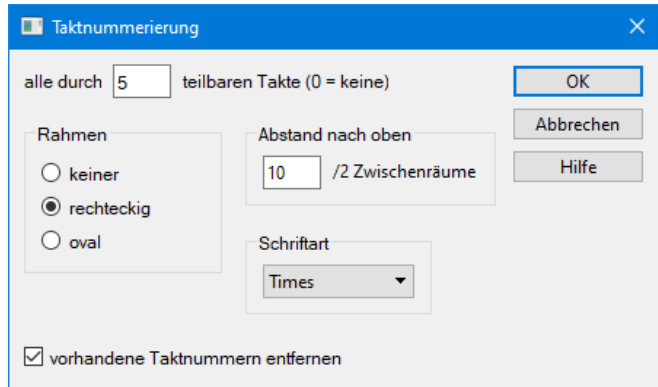 Taktnummerierung
alle durch 5 teilbaren Takte (0 = keine)
OK
Abbrechen
Hilfe
Rahmen
keiner
rechteckig
oval
Abstand nach oben
10 /2 Zwischenräume
Schriftart
Times
vorhandene Taktnummern entfernen